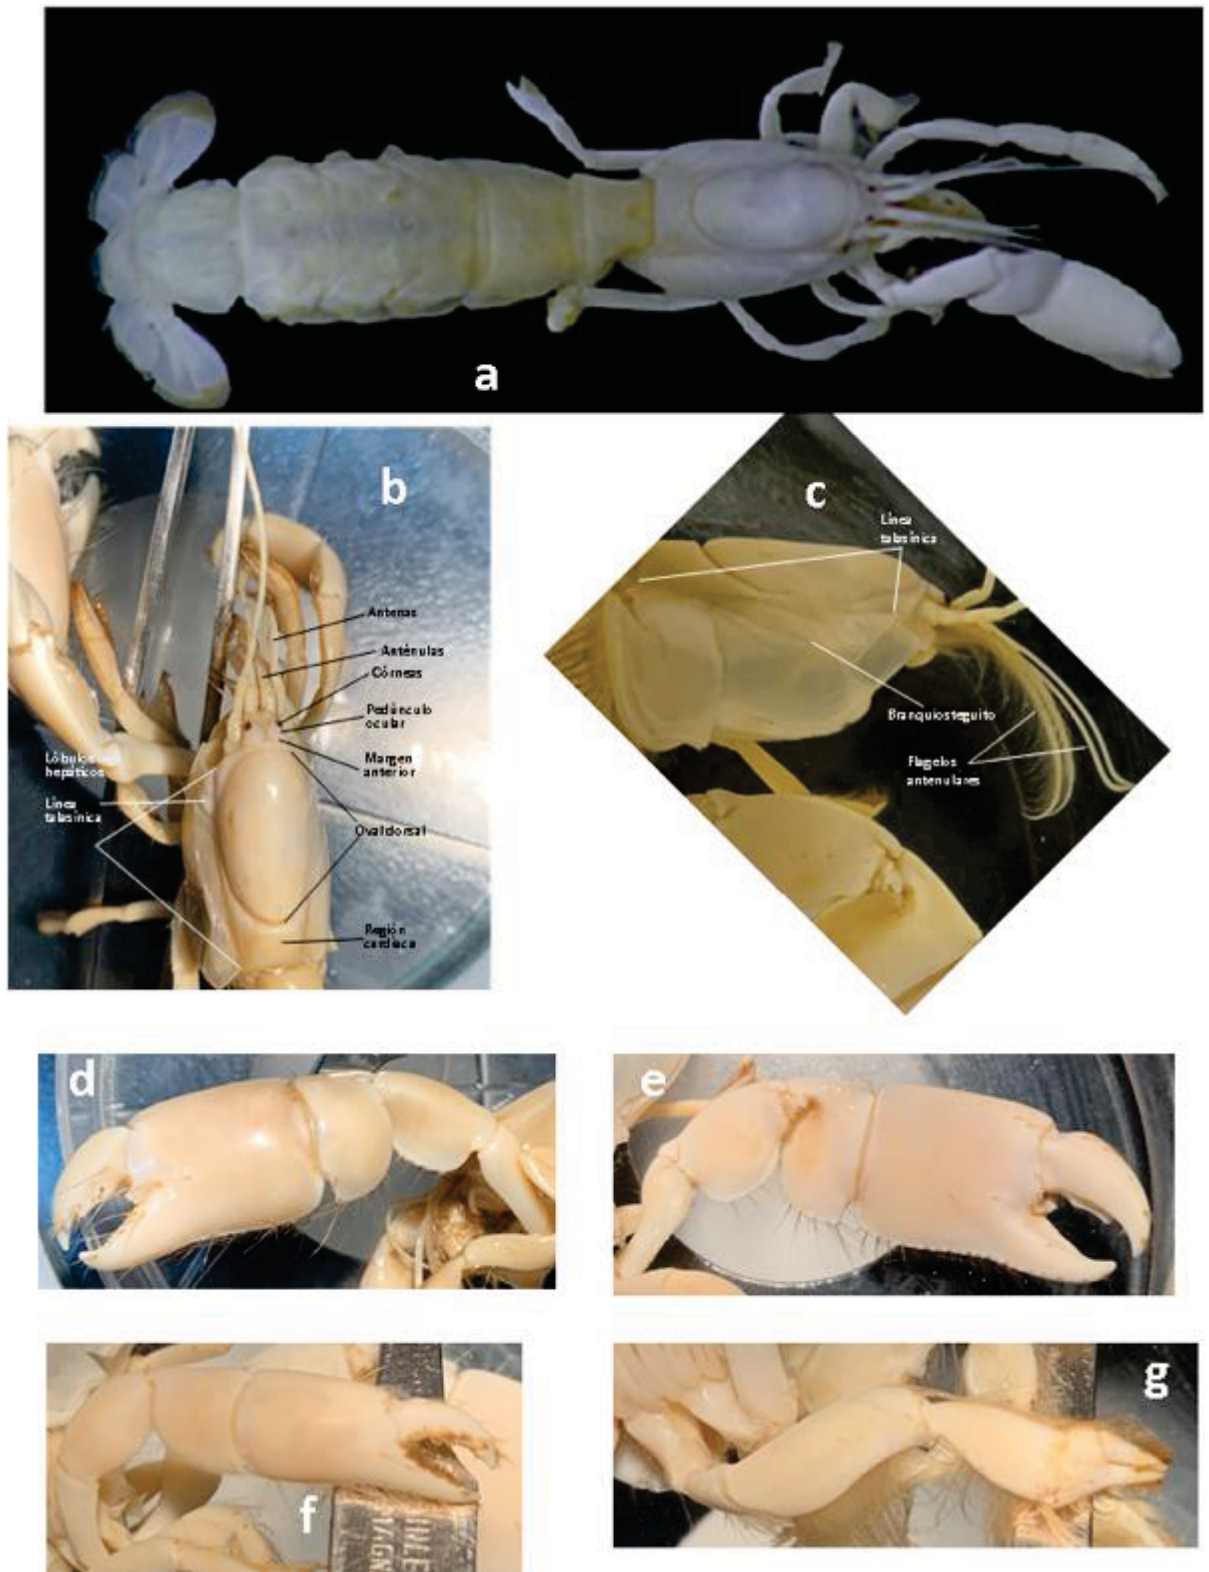 a
b
Antenas
Anténulas
Córneas
Pedúnculo
ocular
Margen
anterior
Lóbulos
hepáticos
Línea
talasínica
Oval dorsal
Región
cardiaca
c
Línea
talasínica
Branquiosteguito
Flagelos
antenulares
d
e
f
g